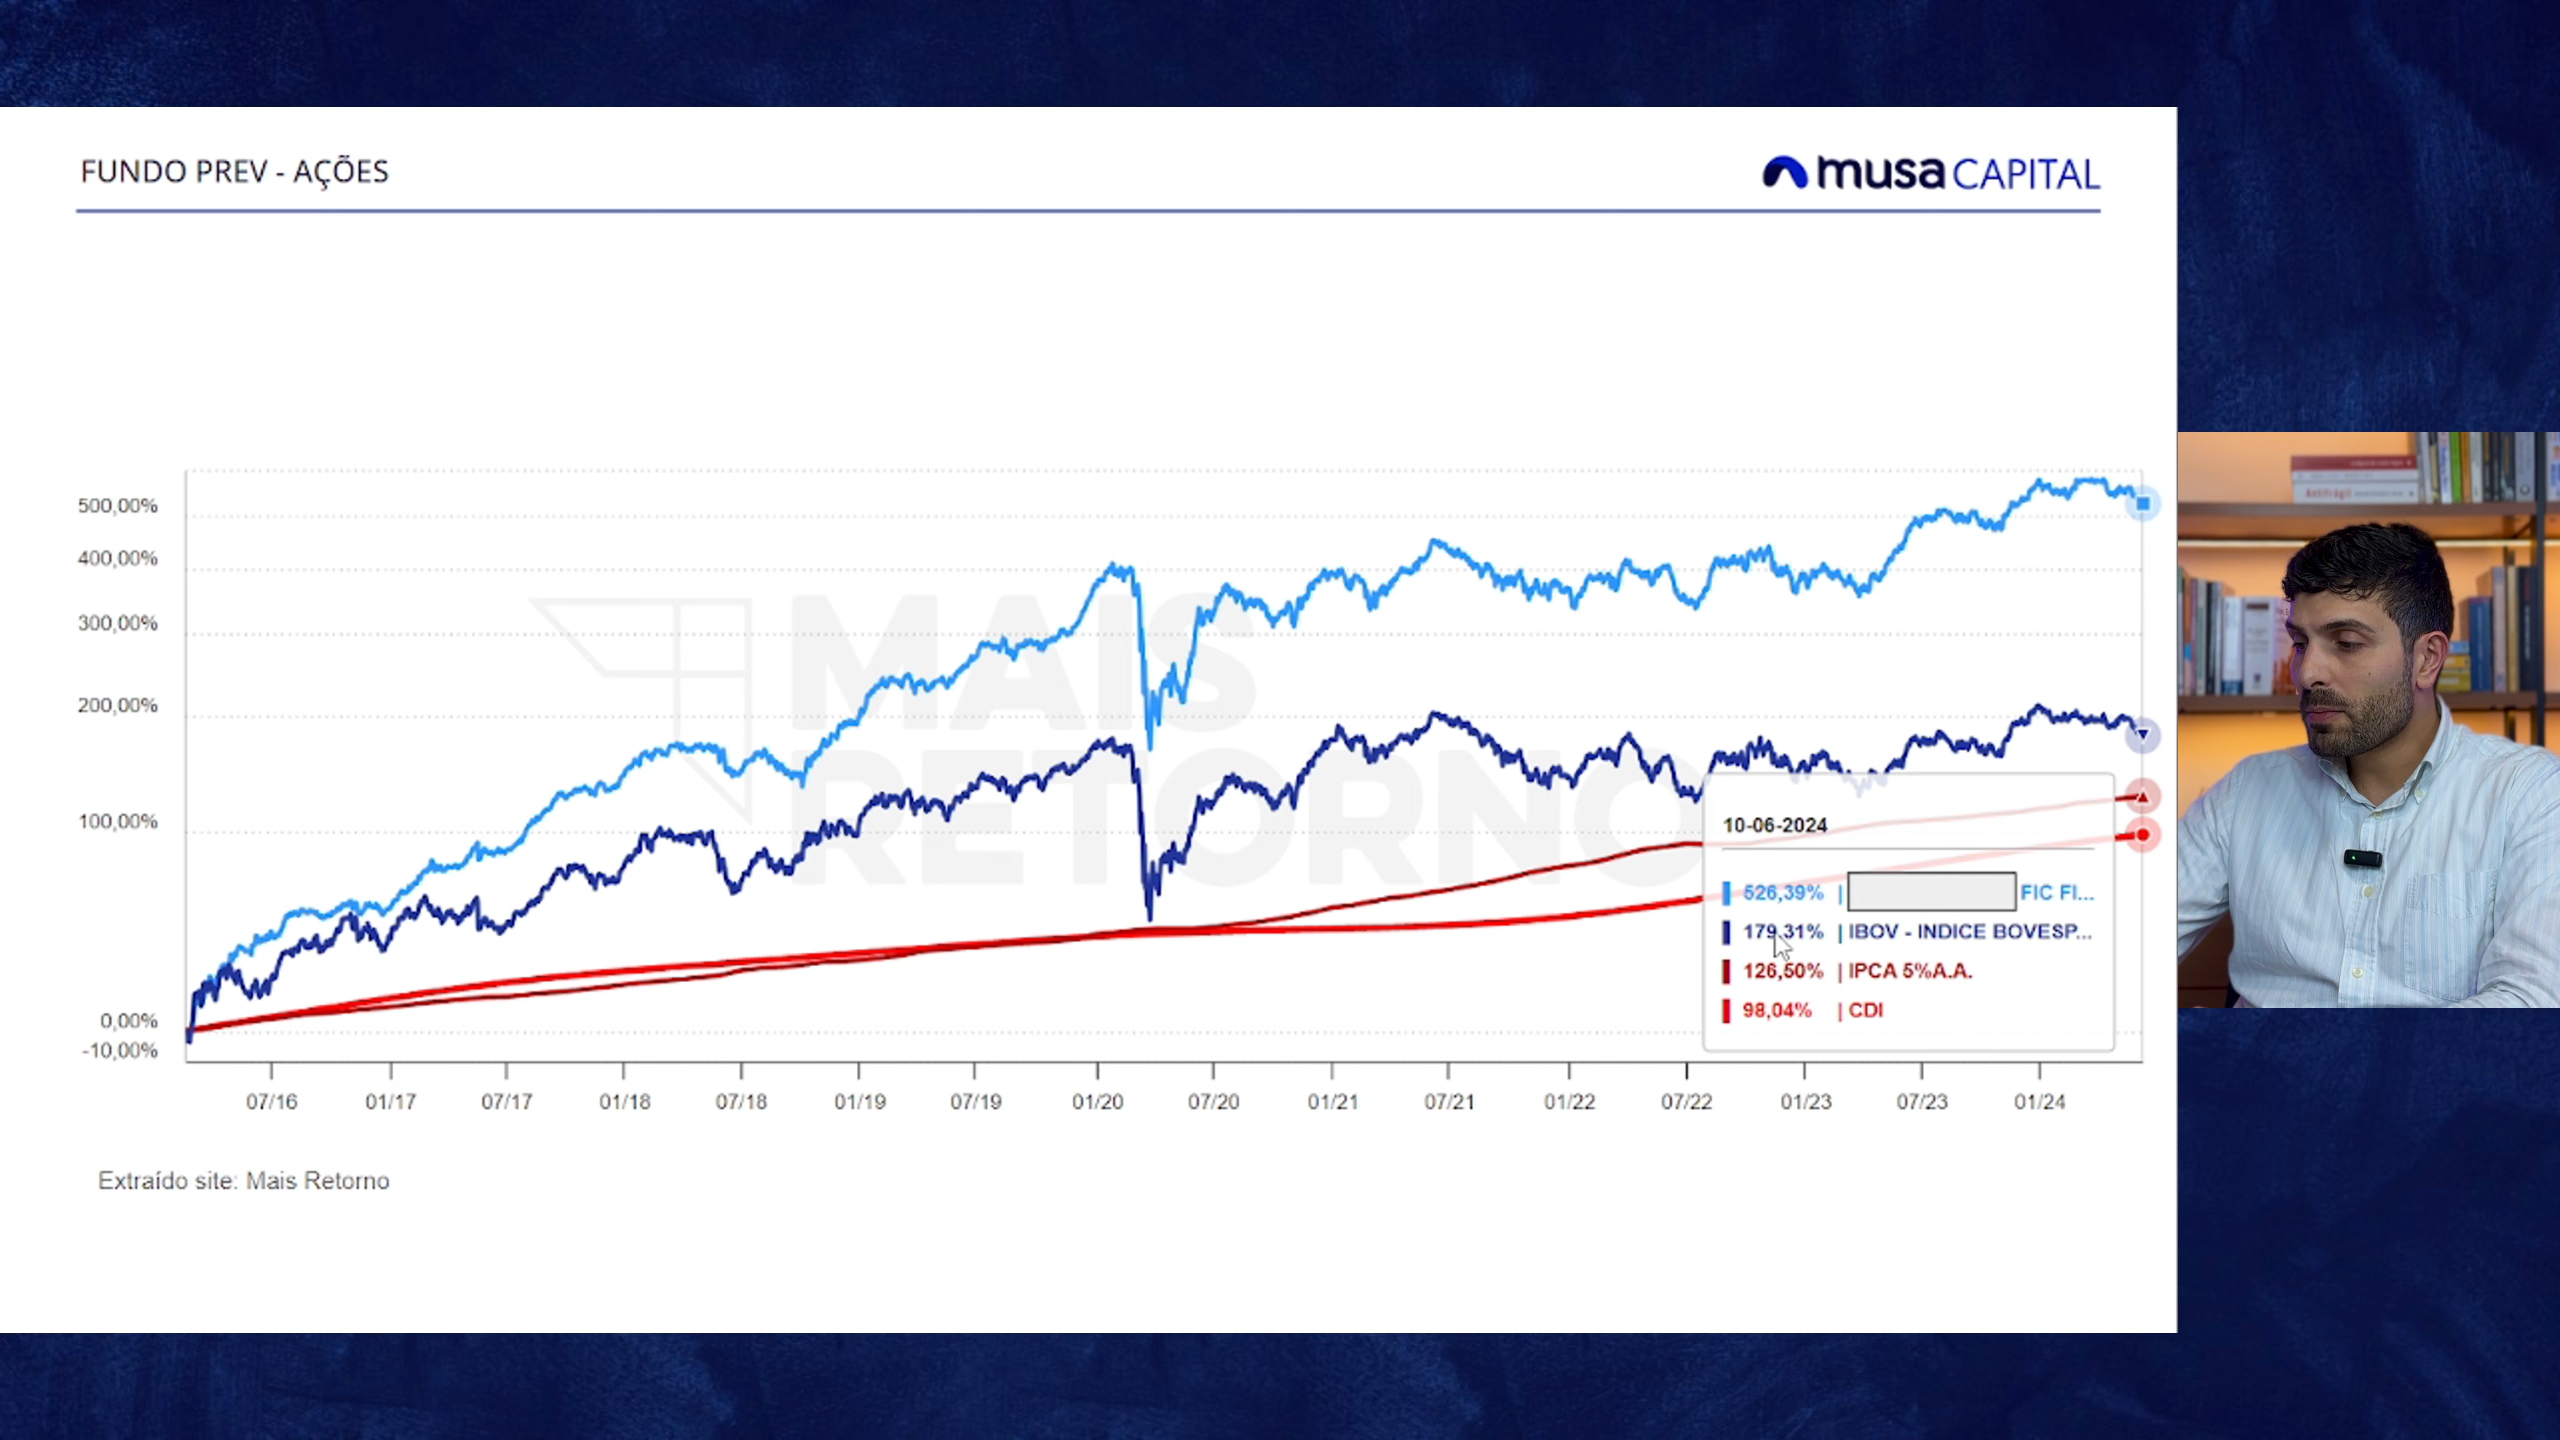 FUNDO PREV - AÇÕES
musa CAPITAL
500,00%
400,00%
300,00%
200,00%
100,00%
0,00%
-10,00%
MAIS
RETORNO
10-06-2024
526,39% | FIC FI...
179,31% | IBOV - INDICE BOVESP...
126,50% | IPCA 5%A.A.
98,04% | CDI
07/16 01/17 07/17 01/18 07/18 01/19 07/19 01/20 07/20 01/21 07/21 01/22 07/22 01/23 07/23 01/24
Extraído site: Mais Retorno
Antifrágil